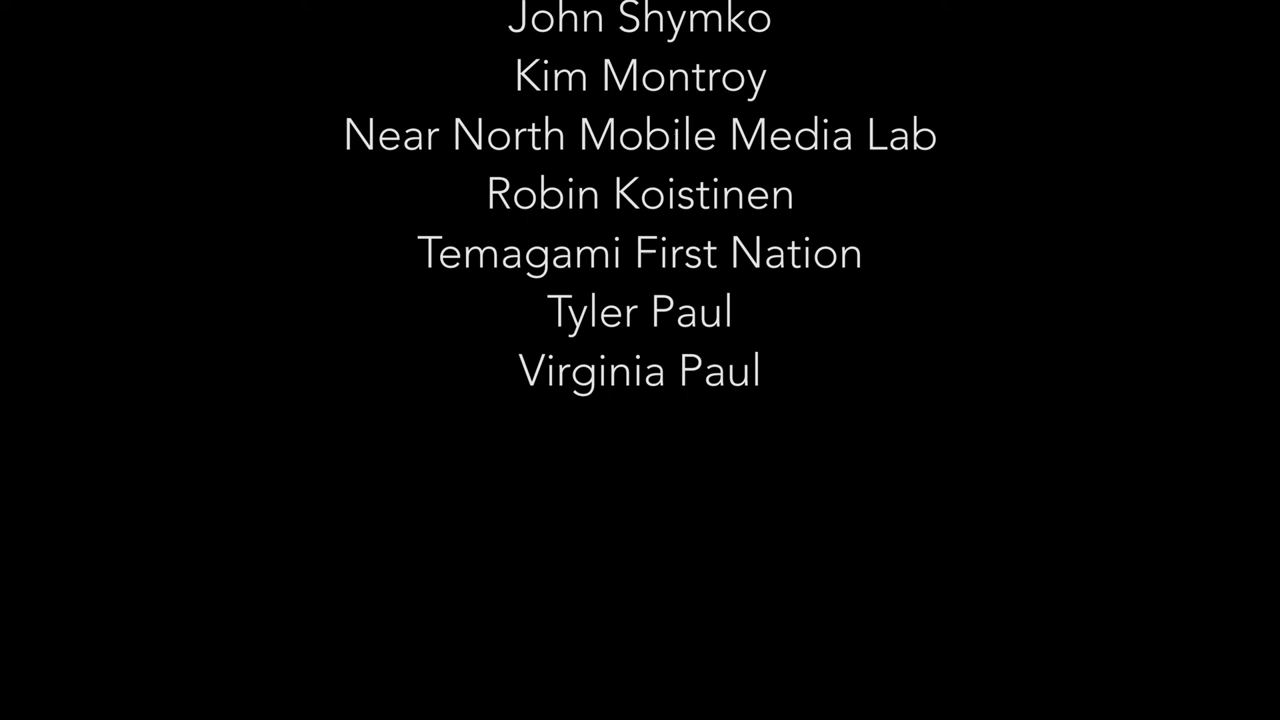 John Shymko
Kim Montroy
Near North Mobile Media Lab
Robin Koistinen
Temagami First Nation
Tyler Paul
Virginia Paul